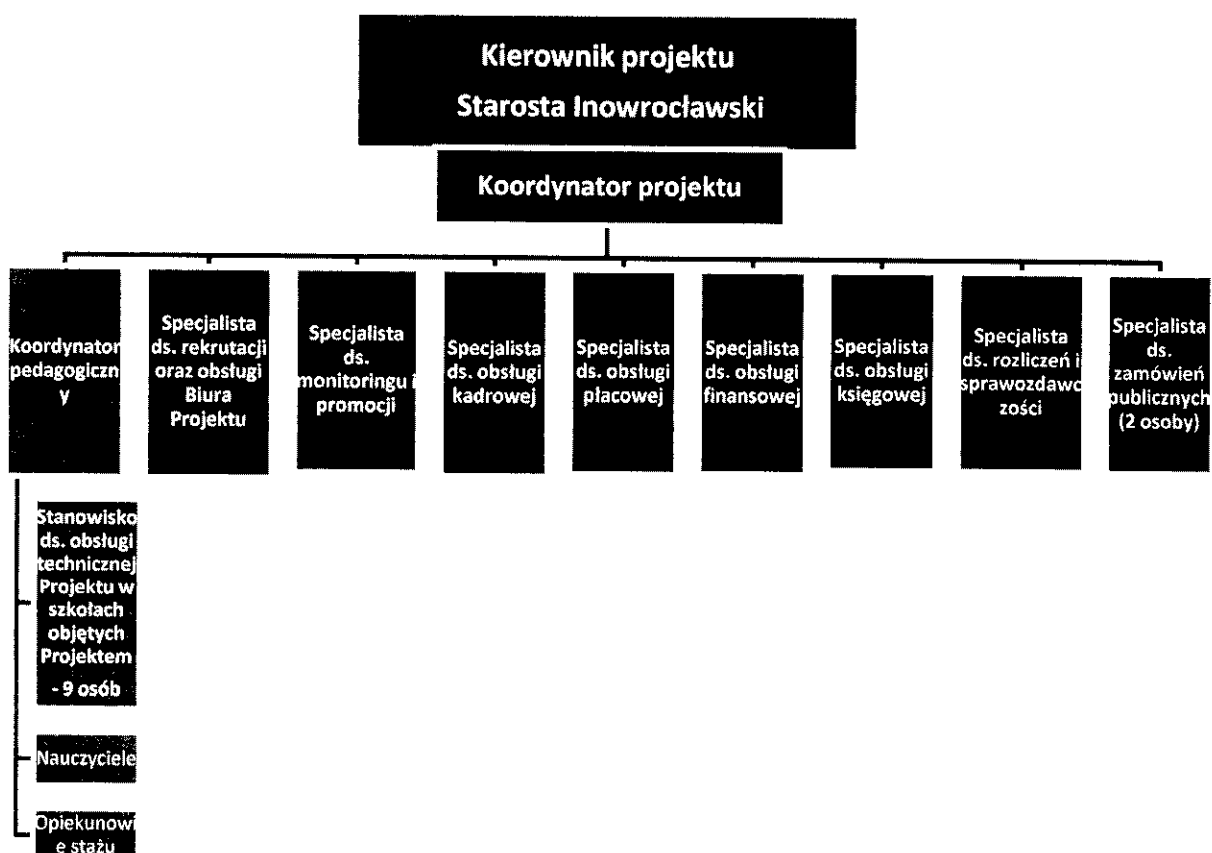 Kierownik projektu
Starosta Inowrocławski
Koordynator projektu
Koordynator
pedagogiczn
y
Specjalista
ds. rekrutacji
oraz obsługi
Biura
Projektu
Specjalista
ds.
monitoringu i
promocji
Specjalista
ds. obsługi
kadrowej
Specjalista
ds. obsługi
płacowej
Specjalista
ds. obsługi
finansowej
Specjalista
ds. obsługi
księgowej
Specjalista
ds. rozliczeń i
sprawozdawc
zości
Specjalista
ds.
zamówień
publicznych
(2 osoby)
Stanowisko
ds. obsługi
technicznej
Projektu w
szkołach
objętych
Projektem
- 9 osób
Nauczyciele
Opiekunowi
e stażu